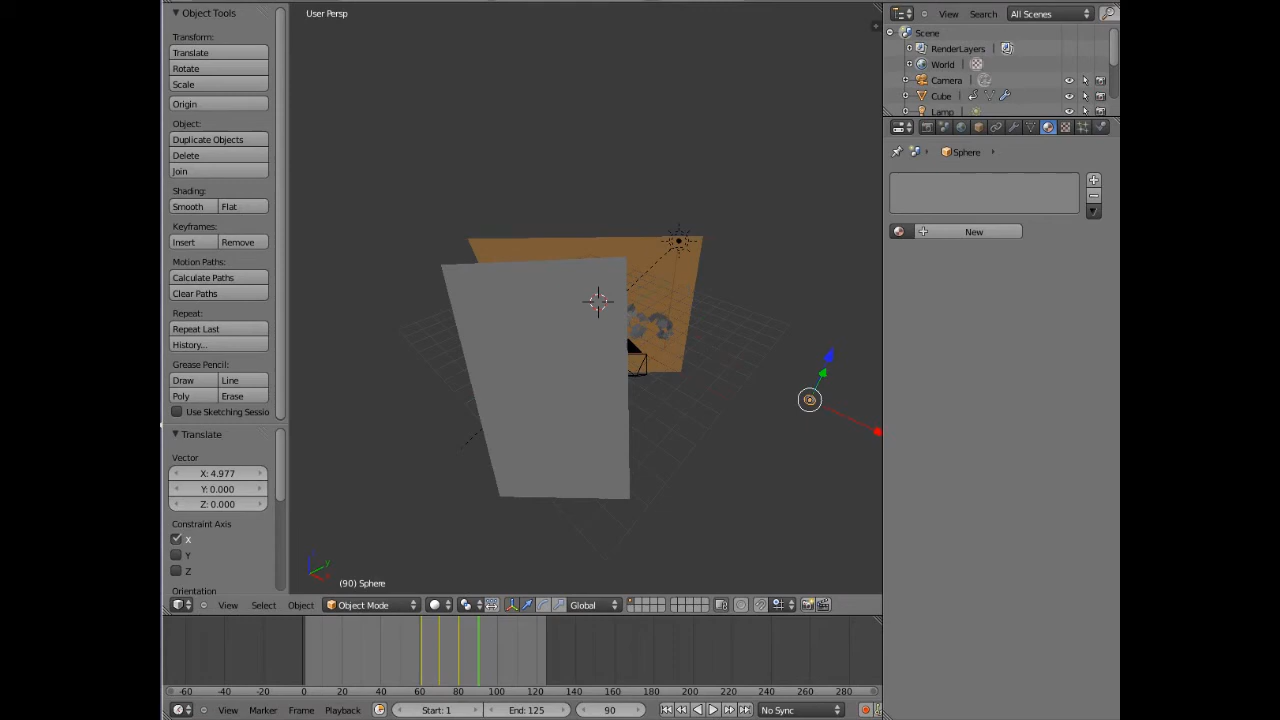 Object Tools
Transform:
Translate
Rotate
Scale
Origin
Object:
Duplicate Objects
Delete
Join
Shading:
Smooth Flat
Keyframes:
Insert Remove
Motion Paths:
Calculate Paths
Clear Paths
Repeat:
Repeat Last
History...
Grease Pencil:
Draw Line
Poly Erase
Use Sketching Sessio
Translate
Vector
X: 4.977
Y: 0.000
Z: 0.000
Constraint Axis
X
Y
Z
Orientation
User Persp
(90) Sphere
View Select Object Object Mode Global
-60 -40 -20 0 20 40 60 80 100 120 140 160 180 200 220 240 260 280
View Marker Frame Playback Start: 1 End: 125 90 No Sync
View Search All Scenes
Scene
RenderLayers
World
Camera
Cube
Lamp
Sphere
New